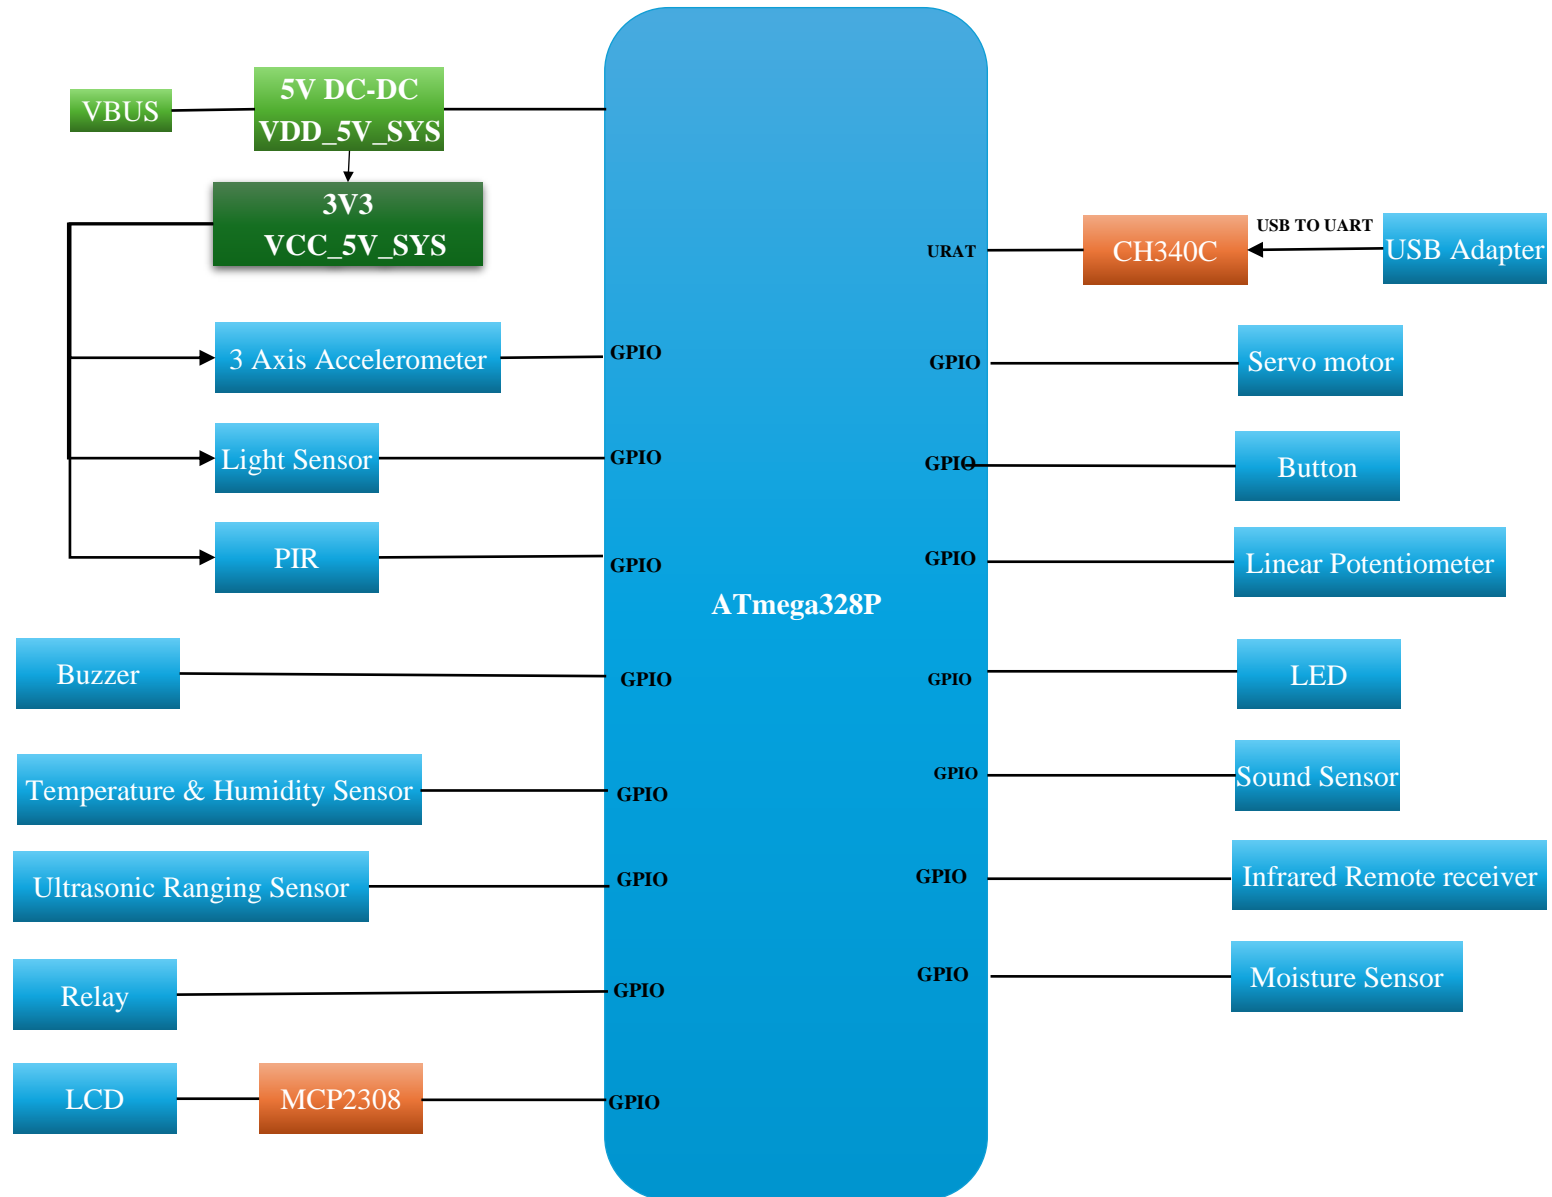 VBUS
5V DC-DC
VDD_5V_SYS
3V3
VCC_5V_SYS
3 Axis Accelerometer
GPIO
Light Sensor
GPIO
PIR
GPIO
Buzzer
GPIO
Temperature & Humidity Sensor
GPIO
Ultrasonic Ranging Sensor
GPIO
Relay
GPIO
LCD
MCP2308
GPIO
ATmega328P
URAT
CH340C
USB TO UART
USB Adapter
GPIO
Servo motor
GPIO
Button
GPIO
Linear Potentiometer
GPIO
LED
GPIO
Sound Sensor
GPIO
Infrared Remote receiver
GPIO
Moisture Sensor